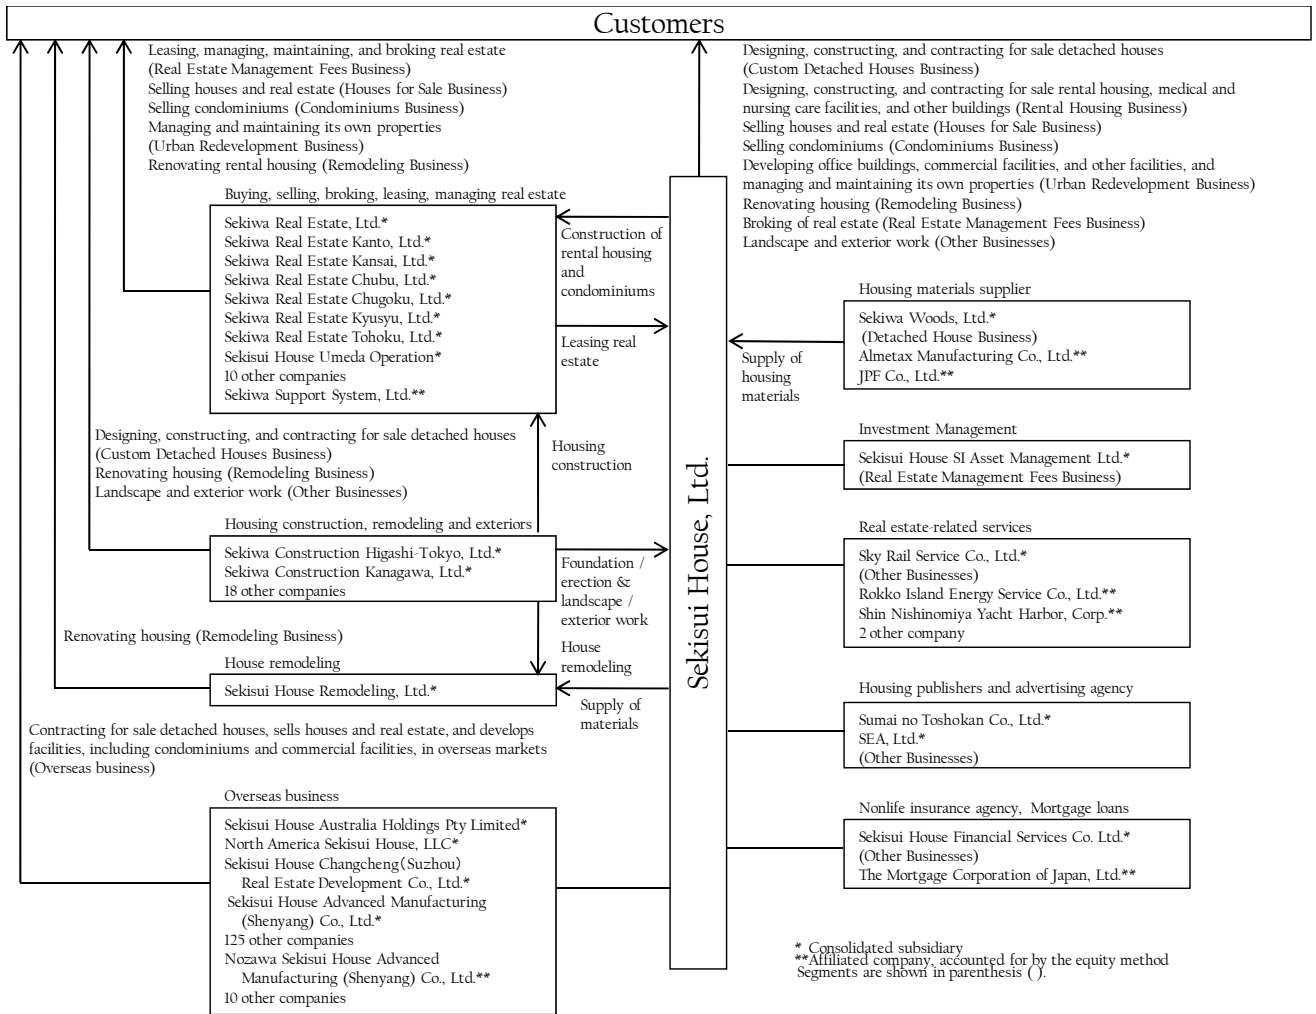 Customers
Leasing, managing, maintaining, and broking real estate
(Real Estate Management Fees Business)
Selling houses and real estate (Houses for Sale Business)
Selling condominiums (Condominiums Business)
Managing and maintaining its own properties
(Urban Redevelopment Business)
Renovating rental housing (Remodeling Business)
Designing, constructing, and contracting for sale detached houses
(Custom Detached Houses Business)
Designing, constructing, and contracting for sale rental housing, medical and
nursing care facilities, and other buildings (Rental Housing Business)
Selling houses and real estate (Houses for Sale Business)
Selling condominiums (Condominiums Business)
Developing office buildings, commercial facilities, and other facilities, and
managing and maintaining its own properties (Urban Redevelopment Business)
Renovating housing (Remodeling Business)
Broking of real estate (Real Estate Management Fees Business)
Landscape and exterior work (Other Businesses)
Buying, selling, broking, leasing, managing real estate
Sekiwa Real Estate, Ltd.*
Sekiwa Real Estate Kanto, Ltd.*
Sekiwa Real Estate Kansai, Ltd.*
Sekiwa Real Estate Chubu, Ltd.*
Sekiwa Real Estate Chugoku, Ltd.*
Sekiwa Real Estate Kyusyu, Ltd.*
Sekiwa Real Estate Tohoku, Ltd.*
Sekisui House Umeda Operation*
10 other companies
Sekiwa Support System, Ltd.**
Construction of
rental housing
and
condominiums
Leasing real
estate
Housing
construction
Designing, constructing, and contracting for sale detached houses
(Custom Detached Houses Business)
Renovating housing (Remodeling Business)
Landscape and exterior work (Other Businesses)
Housing construction, remodeling and exteriors
Sekiwa Construction Higashi-Tokyo, Ltd.*
Sekiwa Construction Kanagawa, Ltd.*
18 other companies
Foundation /
erection &
landscape /
exterior work
Renovating housing (Remodeling Business)
House
remodeling
House remodeling
Sekisui House Remodeling, Ltd.*
Supply of
materials
Contracting for sale detached houses, sells houses and real estate, and develops
facilities, including condominiums and commercial facilities, in overseas markets
(Overseas business)
Overseas business
Sekisui House Australia Holdings Pty Limited*
North America Sekisui House, LLC*
Sekisui House Changcheng(Suzhou)
Real Estate Development Co., Ltd.*
Sekisui House Advanced Manufacturing
(Shenyang) Co., Ltd.*
125 other companies
Nozawa Sekisui House Advanced
Manufacturing (Shenyang) Co., Ltd.**
10 other companies
Sekisui House, Ltd.
Housing materials supplier
Sekiwa Woods, Ltd.*
(Detached House Business)
Almetax Manufacturing Co., Ltd.**
JPF Co., Ltd.**
Supply of
housing
materials
Investment Management
Sekisui House SI Asset Management Ltd.*
(Real Estate Management Fees Business)
Real estate-related services
Sky Rail Service Co., Ltd.*
(Other Businesses)
Rokko Island Energy Service Co., Ltd.**
Shin Nishinomiya Yacht Harbor, Corp.**
2 other company
Housing publishers and advertising agency
Sumai no Toshokan Co., Ltd.*
SEA, Ltd.*
(Other Businesses)
Nonlife insurance agency, Mortgage loans
Sekisui House Financial Services Co. Ltd.*
(Other Businesses)
The Mortgage Corporation of Japan, Ltd.**
* Consolidated subsidiary
**Affiliated company, accounted for by the equity method
Segments are shown in parenthesis ( ).